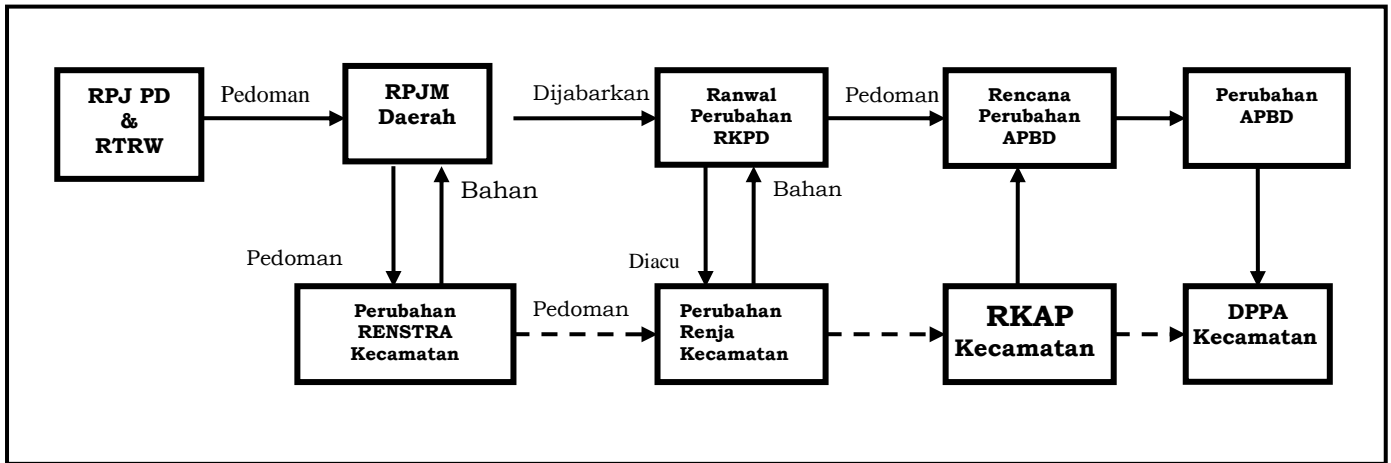 RPJ PD
&
RTRW
Pedoman
RPJM
Daerah
Dijabarkan
Ranwal
Perubahan
RKPD
Pedoman
Rencana
Perubahan
APBD
Perubahan
APBD
Bahan
Bahan
Pedoman
Diacu
Perubahan
RENSTRA
Kecamatan
Pedoman
Perubahan
Renja
Kecamatan
RKAP
Kecamatan
DPPA
Kecamatan